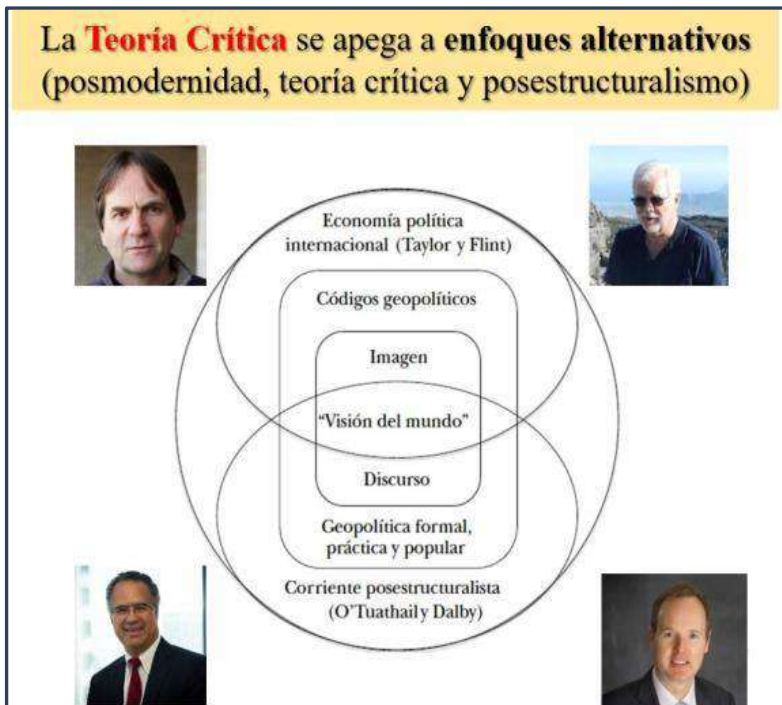 La Teoría Crítica se apega a enfoques alternativos
(posmodernidad, teoría crítica y posestructuralismo)
Economía política
internacional (Taylor y Flint)
Códigos geopolíticos
Imagen
“Visión del mundo”
Discurso
Geopolítica formal,
práctica y popular
Corriente posestructuralista
(O’Tuathail y Dalby)